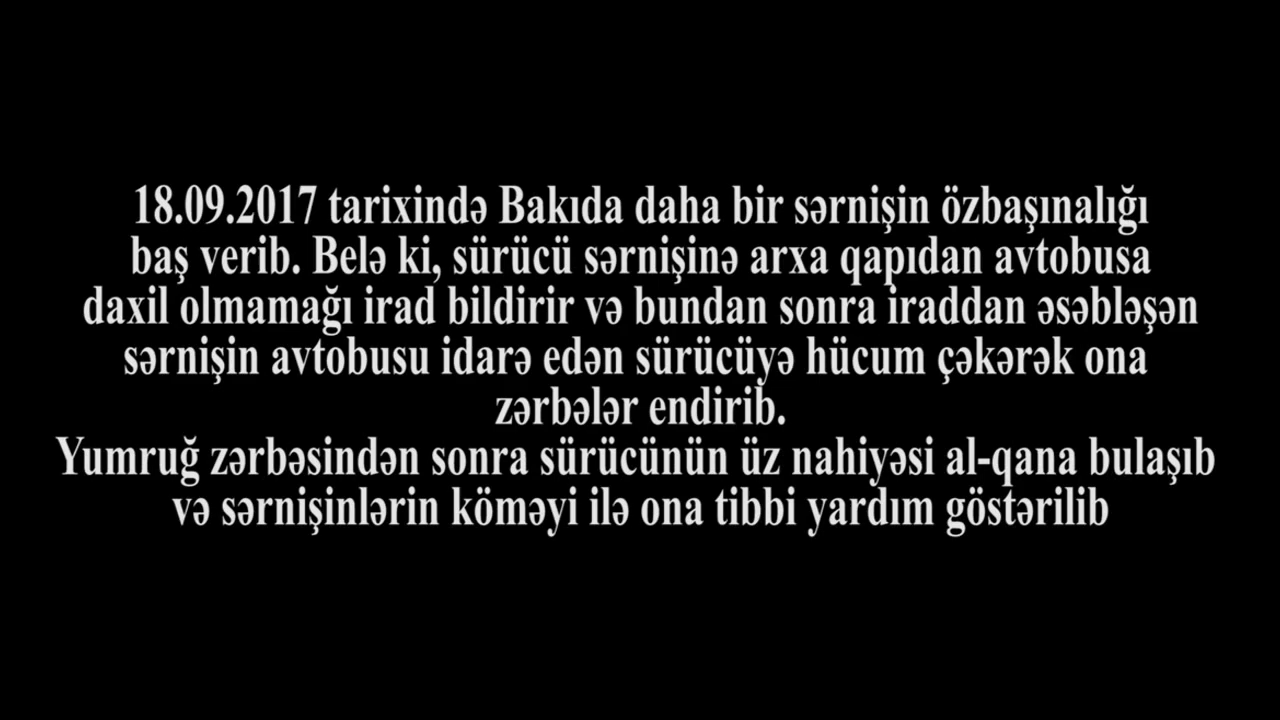 18.09.2017 tarixində Bakıda daha bir sərnişin özbaşınalığı
baş verib. Belə ki, sürücü sərnişinə arxa qapıdan avtobusa
daxil olmamağı irad bildirir və bundan sonra iraddan əsəbləşən
sərnişin avtobusu idarə edən sürücüyə hücum çəkərək ona
zərbələr endirib.
Yumruğ zərbəsindən sonra sürücünün üz nahiyəsi al-qana bulaşıb
və sərnişinlərin köməyi ilə ona tibbi yardım göstərilib